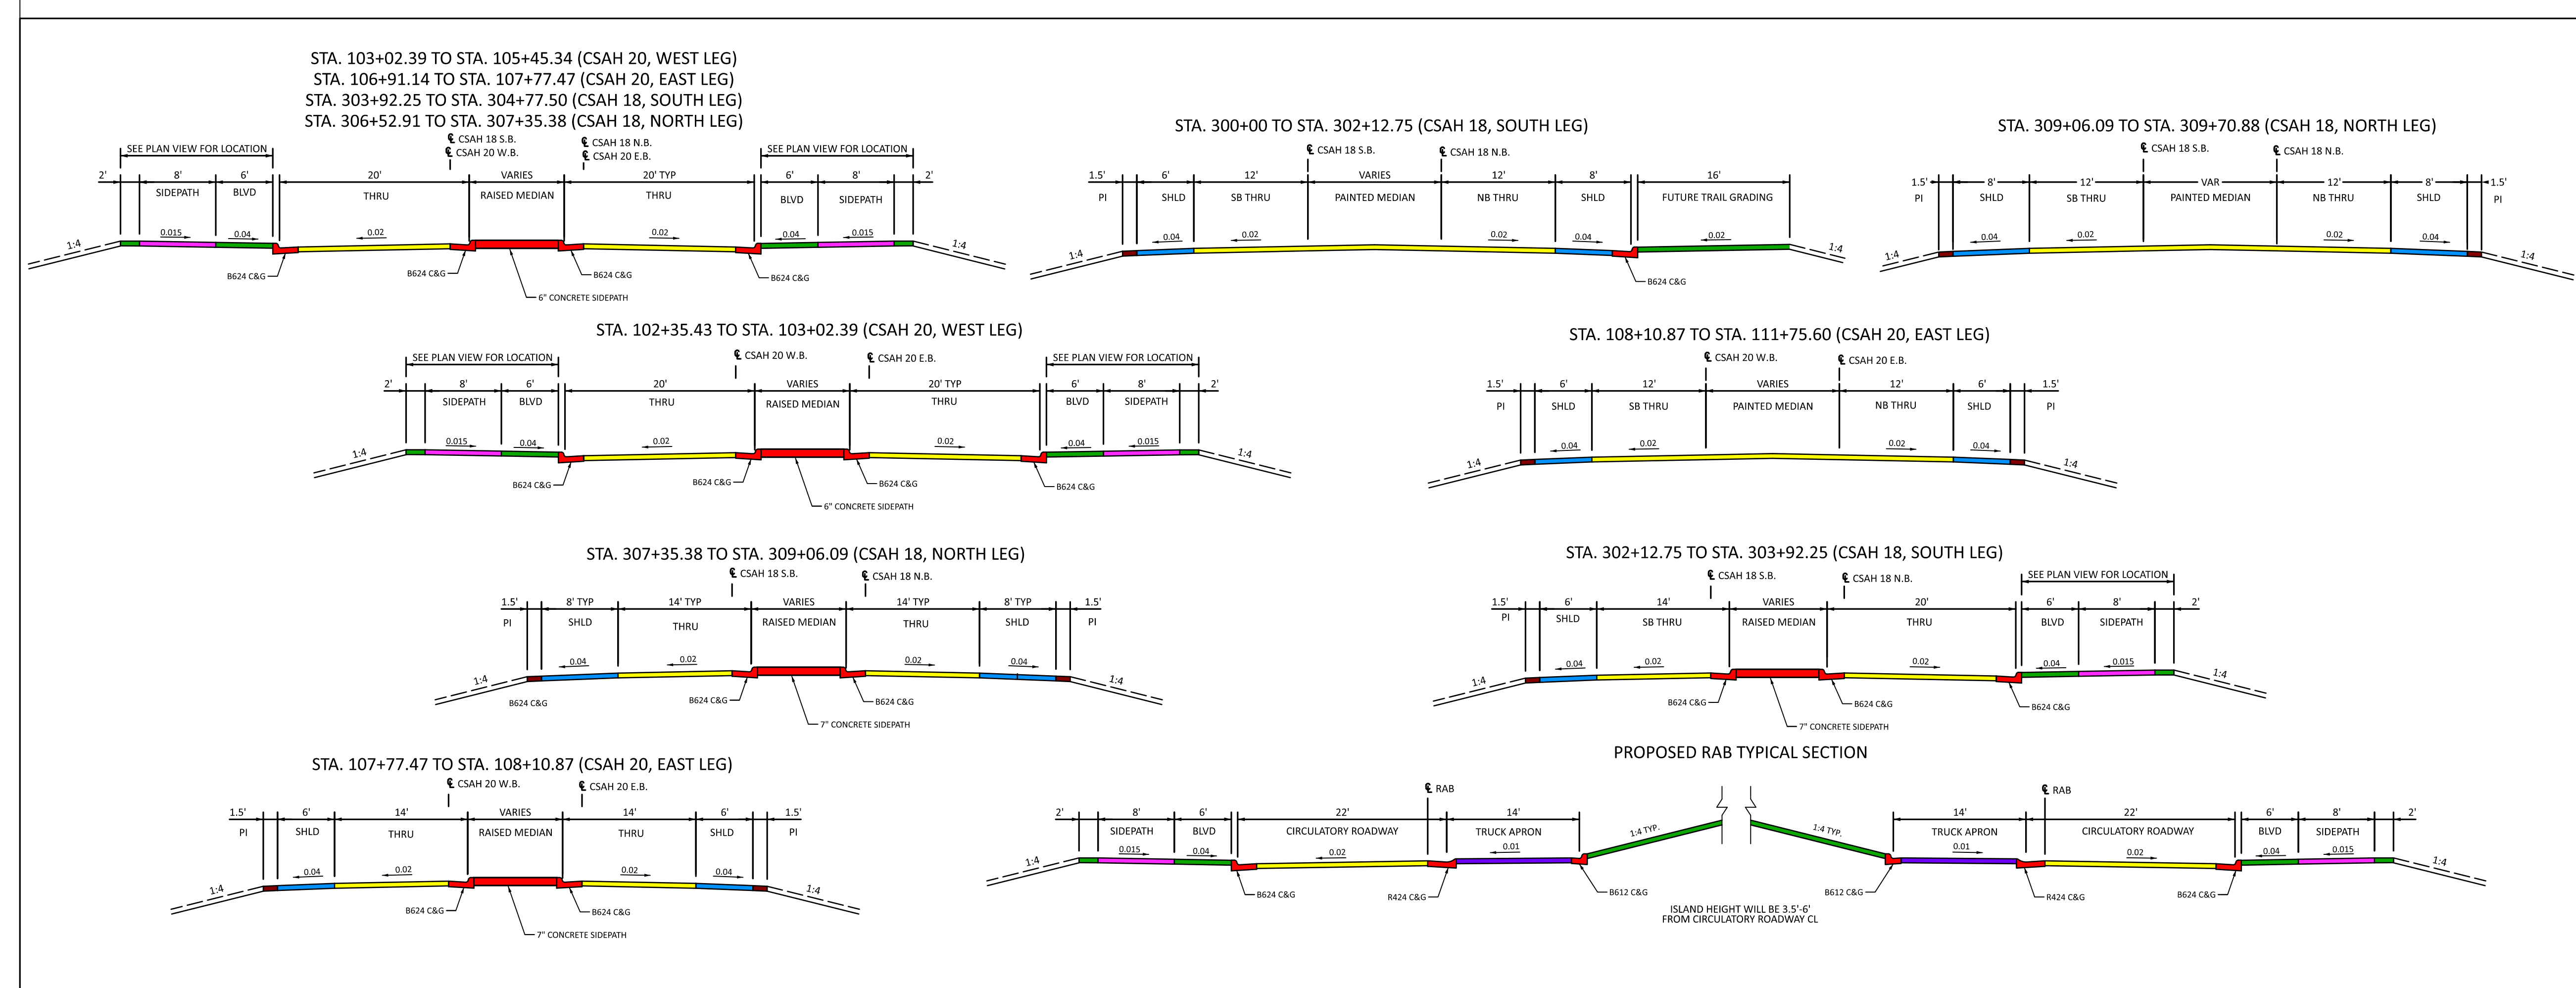 STA. 103+02.39 TO STA. 105+45.34 (CSAH 20, WEST LEG)
STA. 106+91.14 TO STA. 107+77.47 (CSAH 20, EAST LEG)
STA. 303+92.25 TO STA. 304+77.50 (CSAH 18, SOUTH LEG)
STA. 306+52.91 TO STA. 307+35.38 (CSAH 18, NORTH LEG)
℄ CSAH 18 S.B. ℄ CSAH 18 N.B.
℄ CSAH 20 W.B. ℄ CSAH 20 E.B.
SEE PLAN VIEW FOR LOCATION SEE PLAN VIEW FOR LOCATION
2' 8' 6' 20' VARIES 20' TYP 6' 8' 2'
SIDEPATH BLVD THRU RAISED MEDIAN THRU BLVD SIDEPATH
1:4 0.015 0.04 0.02 0.02 0.04 0.015 1:4
B624 C&G B624 C&G B624 C&G B624 C&G
6" CONCRETE SIDEPATH
STA. 300+00 TO STA. 302+12.75 (CSAH 18, SOUTH LEG)
℄ CSAH 18 S.B. ℄ CSAH 18 N.B.
1.5' 6' 12' VARIES 12' 8' 16'
PI SHLD SB THRU PAINTED MEDIAN NB THRU SHLD FUTURE TRAIL GRADING
1:4 0.04 0.02 0.02 0.04 0.02 1:4
B624 C&G
STA. 309+06.09 TO STA. 309+70.88 (CSAH 18, NORTH LEG)
℄ CSAH 18 S.B. ℄ CSAH 18 N.B.
1.5' 8' 12' VAR 12' 8' 1.5'
PI SHLD SB THRU PAINTED MEDIAN NB THRU SHLD PI
1:4 0.04 0.02 0.02 0.04 1:4
STA. 102+35.43 TO STA. 103+02.39 (CSAH 20, WEST LEG)
℄ CSAH 20 W.B. ℄ CSAH 20 E.B.
SEE PLAN VIEW FOR LOCATION SEE PLAN VIEW FOR LOCATION
2' 8' 6' 20' VARIES 20' TYP 6' 8' 2'
SIDEPATH BLVD THRU RAISED MEDIAN THRU BLVD SIDEPATH
1:4 0.015 0.04 0.02 0.02 0.04 0.015 1:4
B624 C&G B624 C&G B624 C&G B624 C&G
6" CONCRETE SIDEPATH
STA. 108+10.87 TO STA. 111+75.60 (CSAH 20, EAST LEG)
℄ CSAH 20 W.B. ℄ CSAH 20 E.B.
1.5' 6' 12' VARIES 12' 6' 1.5'
PI SHLD SB THRU PAINTED MEDIAN NB THRU SHLD PI
1:4 0.04 0.02 0.02 0.04 1:4
STA. 307+35.38 TO STA. 309+06.09 (CSAH 18, NORTH LEG)
℄ CSAH 18 S.B. ℄ CSAH 18 N.B.
1.5' 8' TYP 14' TYP VARIES 14' TYP 8' TYP 1.5'
PI SHLD THRU RAISED MEDIAN THRU SHLD PI
1:4 0.04 0.02 0.02 0.04 1:4
B624 C&G B624 C&G B624 C&G
7" CONCRETE SIDEPATH
STA. 302+12.75 TO STA. 303+92.25 (CSAH 18, SOUTH LEG)
℄ CSAH 18 S.B. ℄ CSAH 18 N.B.
SEE PLAN VIEW FOR LOCATION
1.5' 6' 14' VARIES 20' 6' 8' 2'
PI SHLD SB THRU RAISED MEDIAN THRU BLVD SIDEPATH
1:4 0.04 0.02 0.02 0.04 0.015 1:4
B624 C&G B624 C&G B624 C&G
7" CONCRETE SIDEPATH
STA. 107+77.47 TO STA. 108+10.87 (CSAH 20, EAST LEG)
℄ CSAH 20 W.B. ℄ CSAH 20 E.B.
1.5' 6' 14' VARIES 14' 6' 1.5'
PI SHLD THRU RAISED MEDIAN THRU SHLD PI
1:4 0.04 0.02 0.02 0.04 1:4
B624 C&G B624 C&G
7" CONCRETE SIDEPATH
PROPOSED RAB TYPICAL SECTION
℄ RAB ℄ RAB
2' 8' 6' 22' 14' 14' 22' 6' 8' 2'
SIDEPATH BLVD CIRCULATORY ROADWAY TRUCK APRON 1:4 TYP. 1:4 TYP. TRUCK APRON CIRCULATORY ROADWAY BLVD SIDEPATH
1:4 0.015 0.04 0.02 0.01 0.01 0.02 0.04 0.015 1:4
B624 C&G R424 C&G B612 C&G B612 C&G R424 C&G B624 C&G
ISLAND HEIGHT WILL BE 3.5'-6'
FROM CIRCULATORY ROADWAY CL